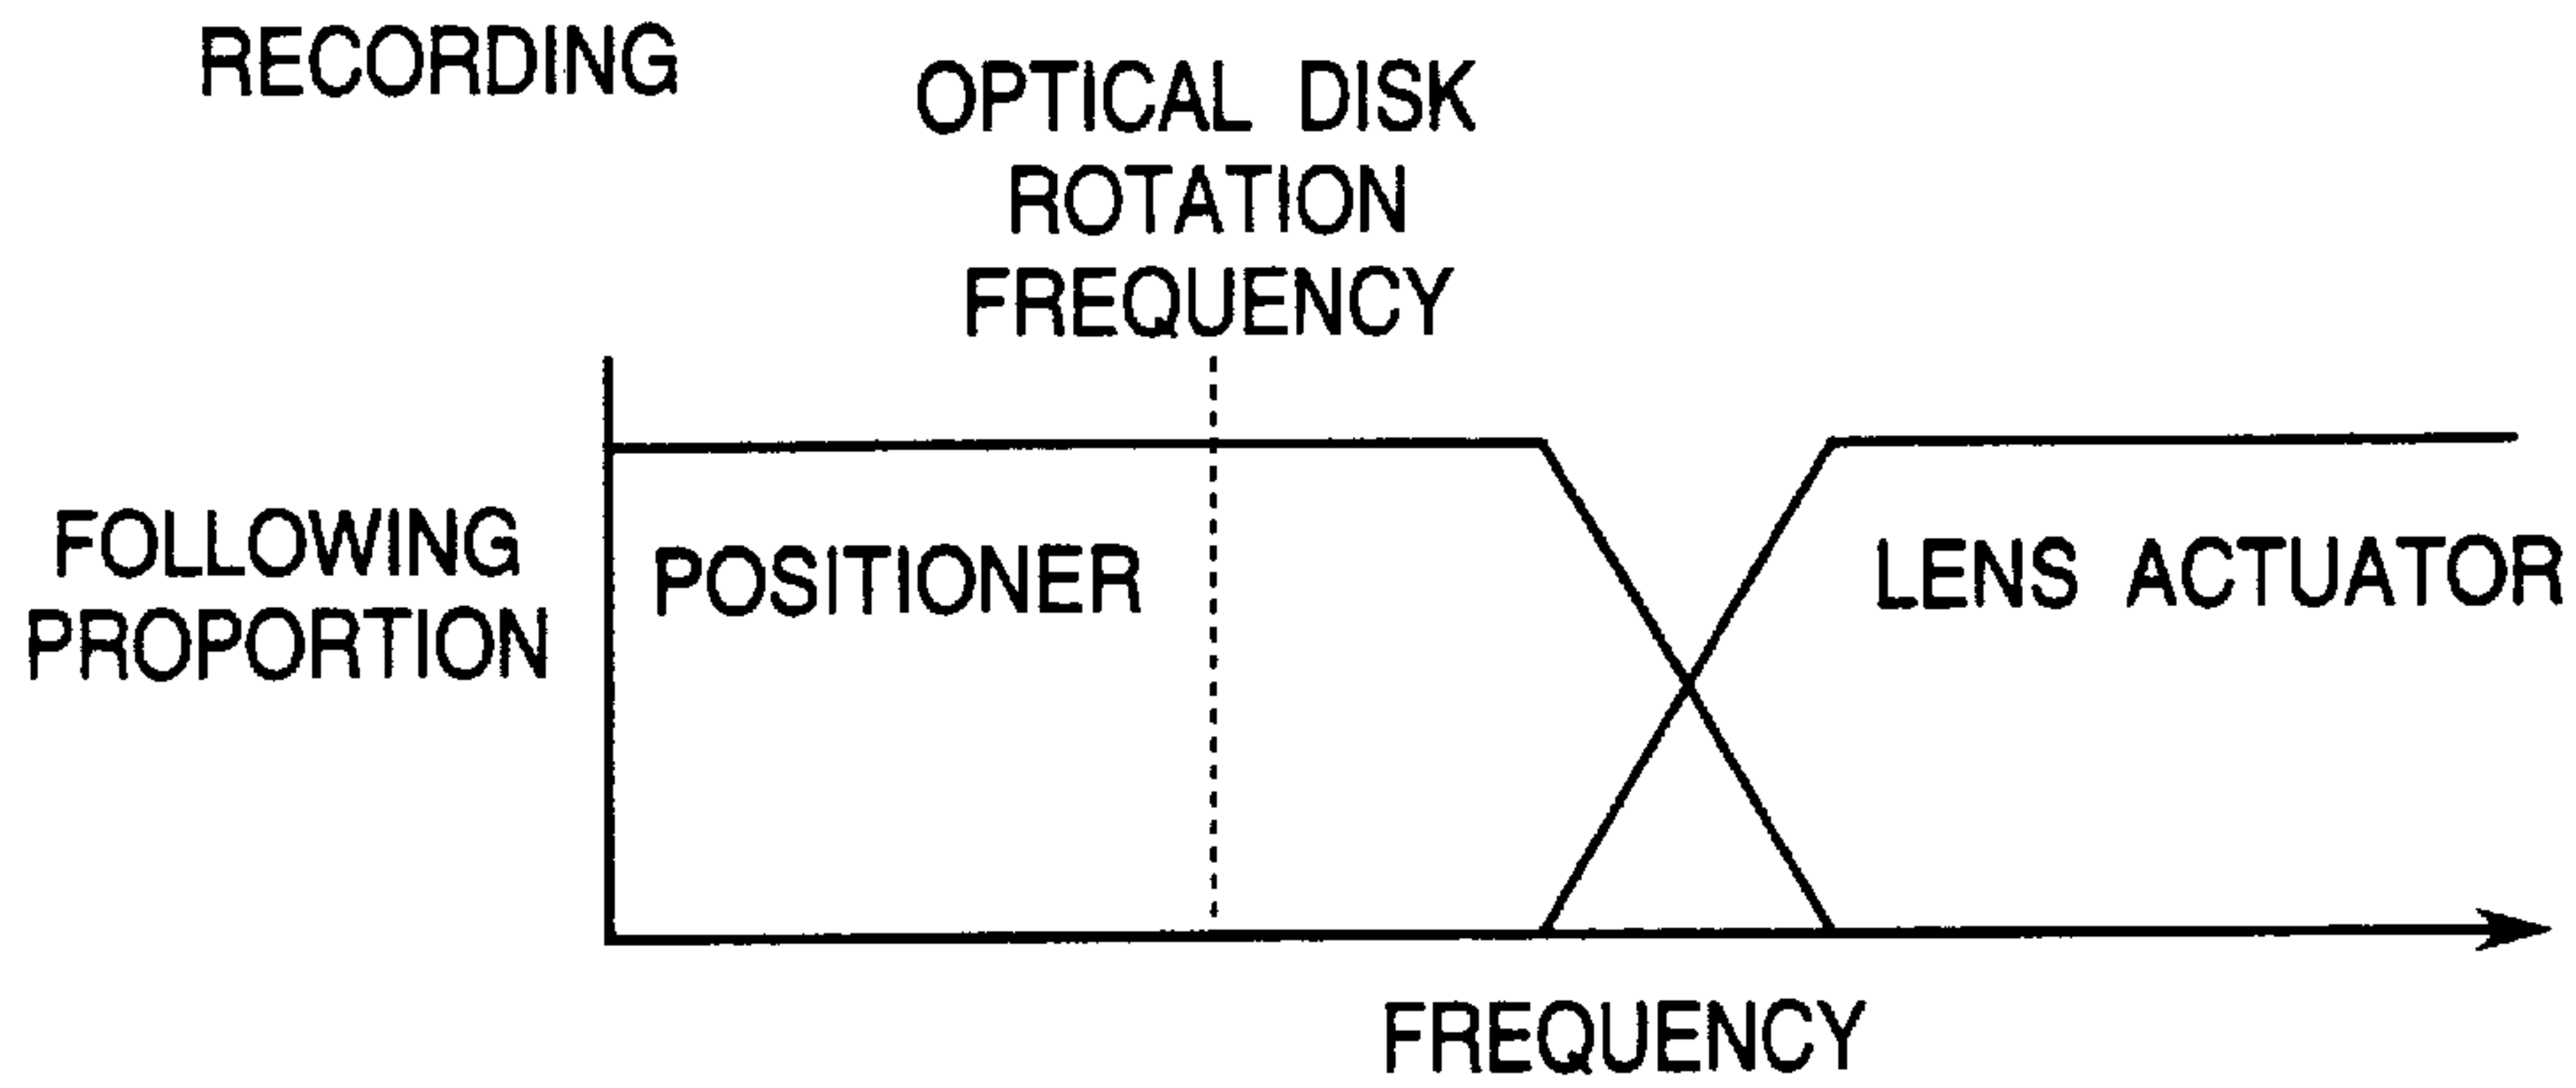 RECORDING
OPTICAL DISK
ROTATION
FREQUENCY
FOLLOWING
PROPORTION
POSITIONER
LENS ACTUATOR
FREQUENCY